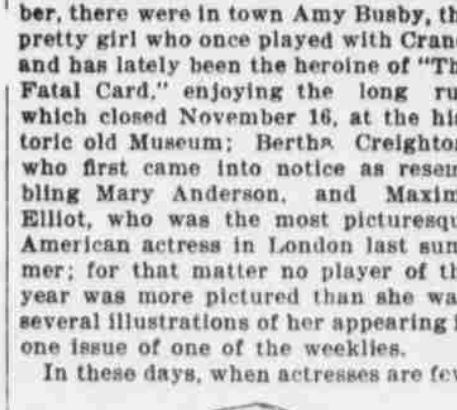 ber, there were in town Amy Busby, th
pretty girl who once played with Cran
and has lately been the heroine of "Th
Fatal Card," enjoying the long ru
which closed November 16, at the his
toric old Museum; Bertha Creighton
who first came into notice as resem
bling Mary Anderson, and Maxin
Elliot, who was the most picturesqu
American actress in London last sum
mer; for that matter no player of th
year was more pictured than she wa
several illustrations of her appearing i
one issue of one of the weeklies.
In these days, when actresses are few